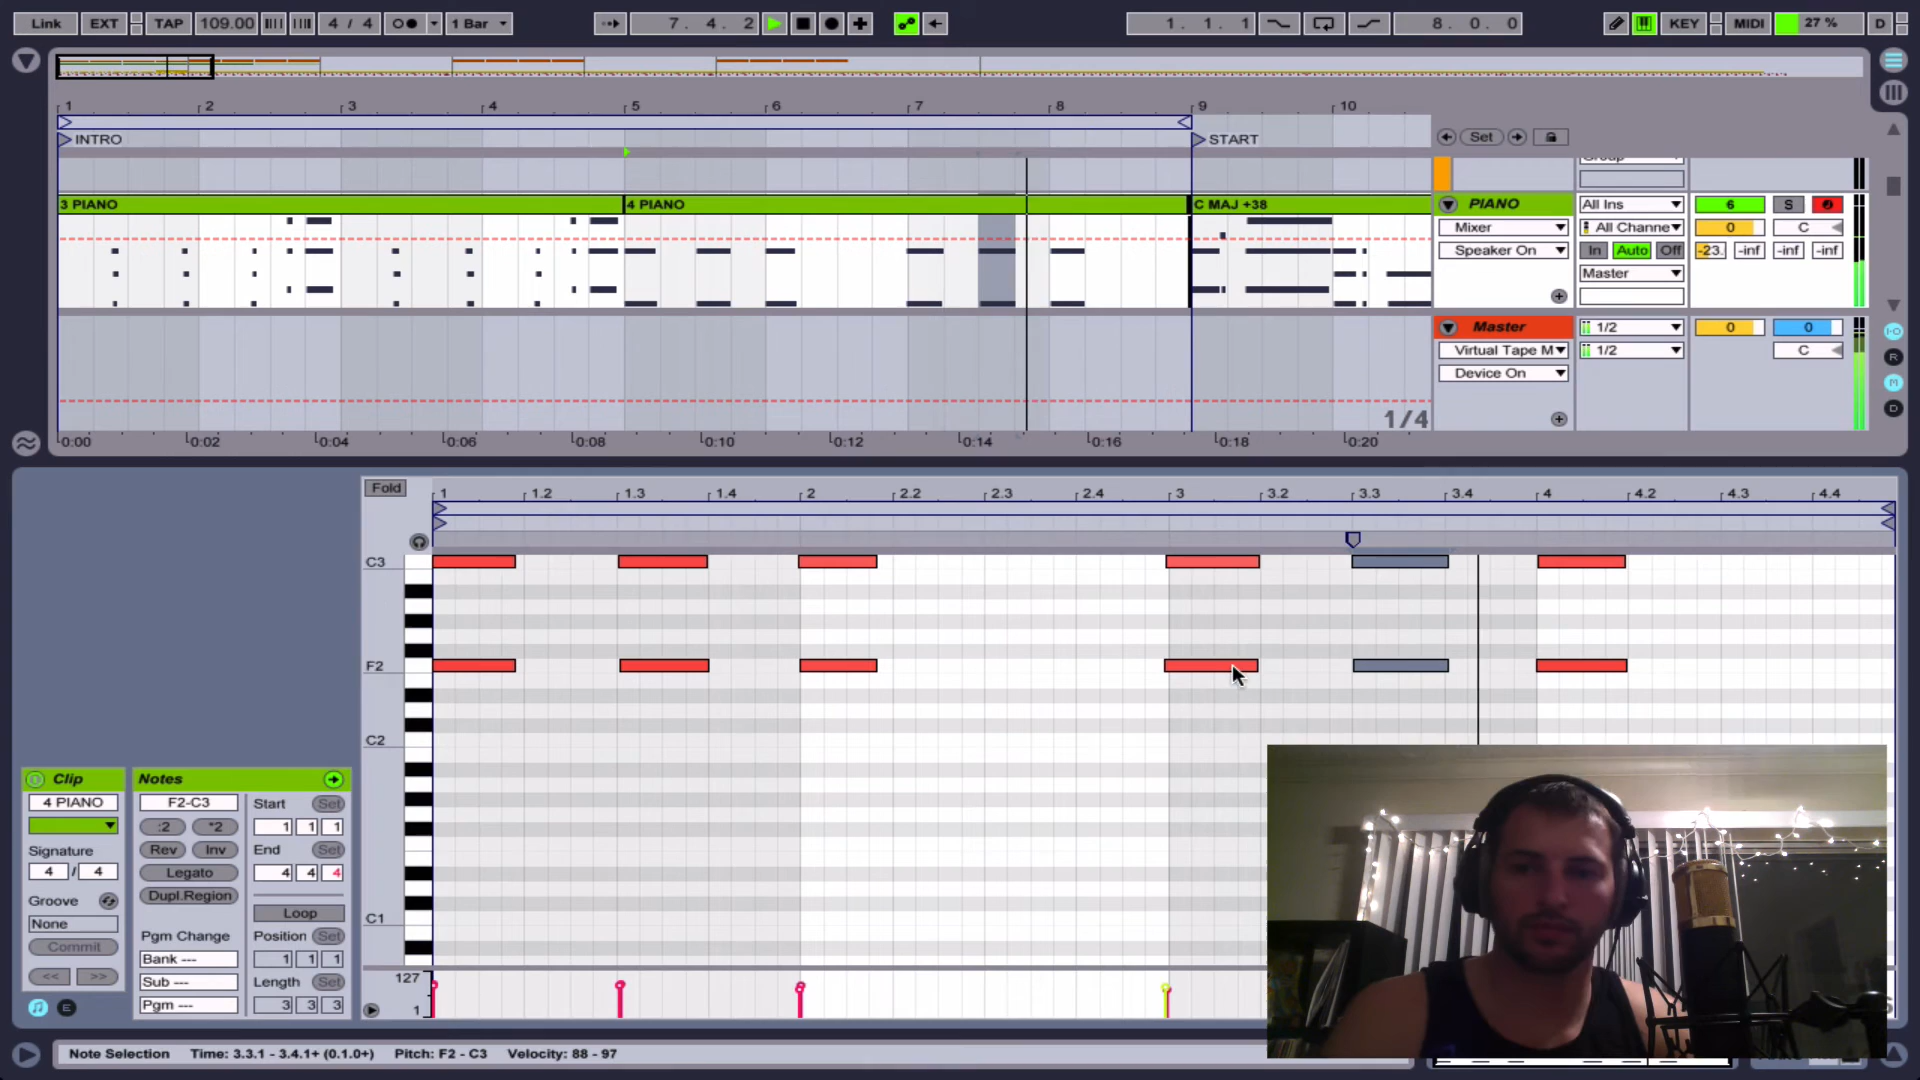 Link EXT TAP 109.00 4 / 4 1 Bar 7. 4. 2 1. 1. 1 8. 0. 0 KEY MIDI 27 % D
1 2 3 4 5 6 7 8 9 10
INTRO START Set
3 PIANO 4 PIANO C MAJ +38 PIANO All Ins 6 S
Mixer All Channe 0 C
Speaker On In Auto Off -23. -inf -inf -inf
Master
Master 1/2 0 0
Virtual Tape M 1/2 C
Device On
1/4
0:00 0:02 0:04 0:06 0:08 0:10 0:12 0:14 0:16 0:18 0:20
R
M
D
Fold 1 1.2 1.3 1.4 2 2.2 2.3 2.4 3 3.2 3.3 3.4 4 4.2 4.3 4.4
C3
F2
C2
C1
127
1
Clip Notes
4 PIANO F2-C3 Start Set
:2 *2 1 1 1
Signature Rev Inv End Set
4 / 4 Legato 4 4 4
Groove Dupl.Region
None Loop
Commit Pgm Change Position Set
<< >> Bank --- 1 1 1
Sub --- Length Set
E Pgm --- 3 3 3
Note Selection Time: 3.3.1 - 3.4.1+ (0.1.0+) Pitch: F2 - C3 Velocity: 88 - 97